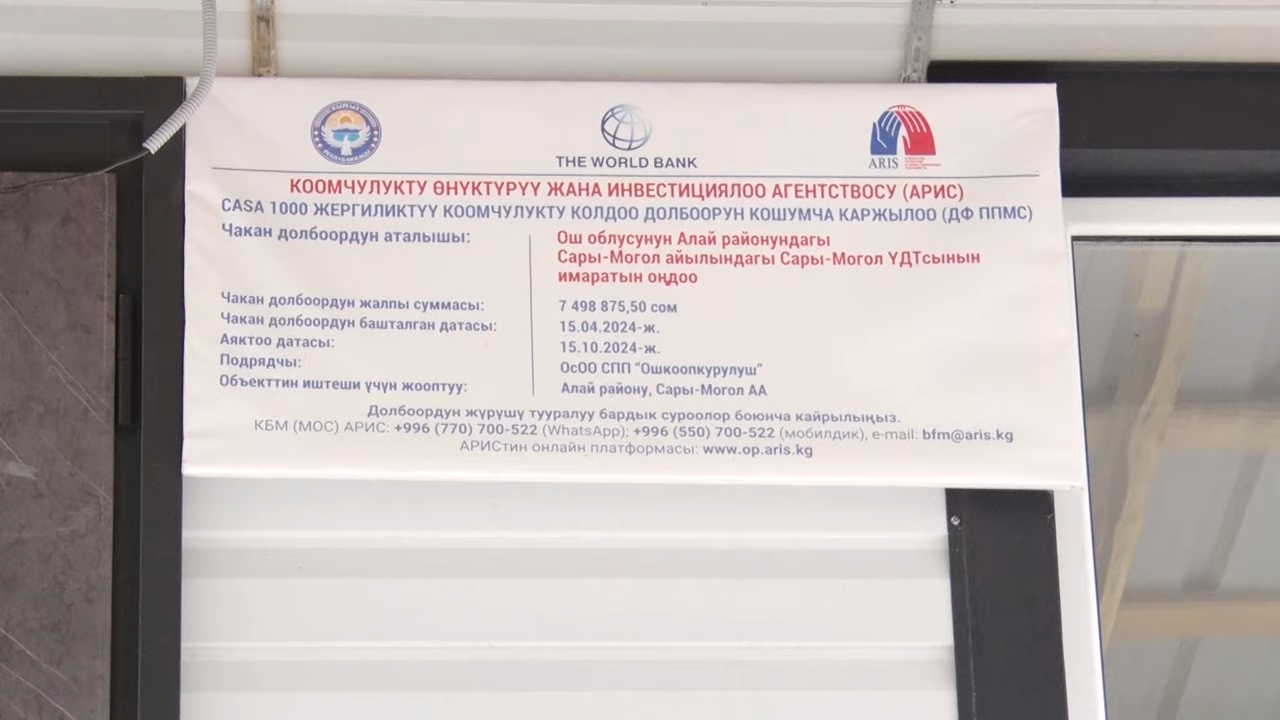 КЫРГЫЗ
РЕСПУБЛИКАСЫ
THE WORLD BANK
ARIS
КООМЧУЛУКТУ ӨНҮКТҮРҮҮ ЖАНА ИНВЕСТИЦИЯЛОО АГЕНТСТВОСУ (АРИС)
CASA 1000 ЖЕРГИЛИКТҮҮ КООМЧУЛУКТУ КОЛДОО ДОЛБООРУН КОШУМЧА КАРЖЫЛОО (ДФ ППМС)
Чакан долбоордун аталышы: Ош облусунун Алай районундагы
Сары-Могол айылындагы Сары-Могол ҮДТсынын
имаратын оңдоо
Чакан долбоордун жалпы суммасы: 7 498 875,50 сом
Чакан долбоордун башталган датасы: 15.04.2024-ж.
Аяктоо датасы: 15.10.2024-ж.
Подрядчы: ОсОО СПП "Ошкоопкурулуш"
Объекттин иштеши үчүн жооптуу: Алай району, Сары-Могол АА
Долбоордун жүрүшү тууралуу бардык суроолор боюнча кайрылыңыз.
КБМ (МОС) АРИС: +996 (770) 700-522 (WhatsApp); +996 (550) 700-522 (мобилдик), e-mail: bfm@aris.kg
АРИСтин онлайн платформасы: www.op.aris.kg